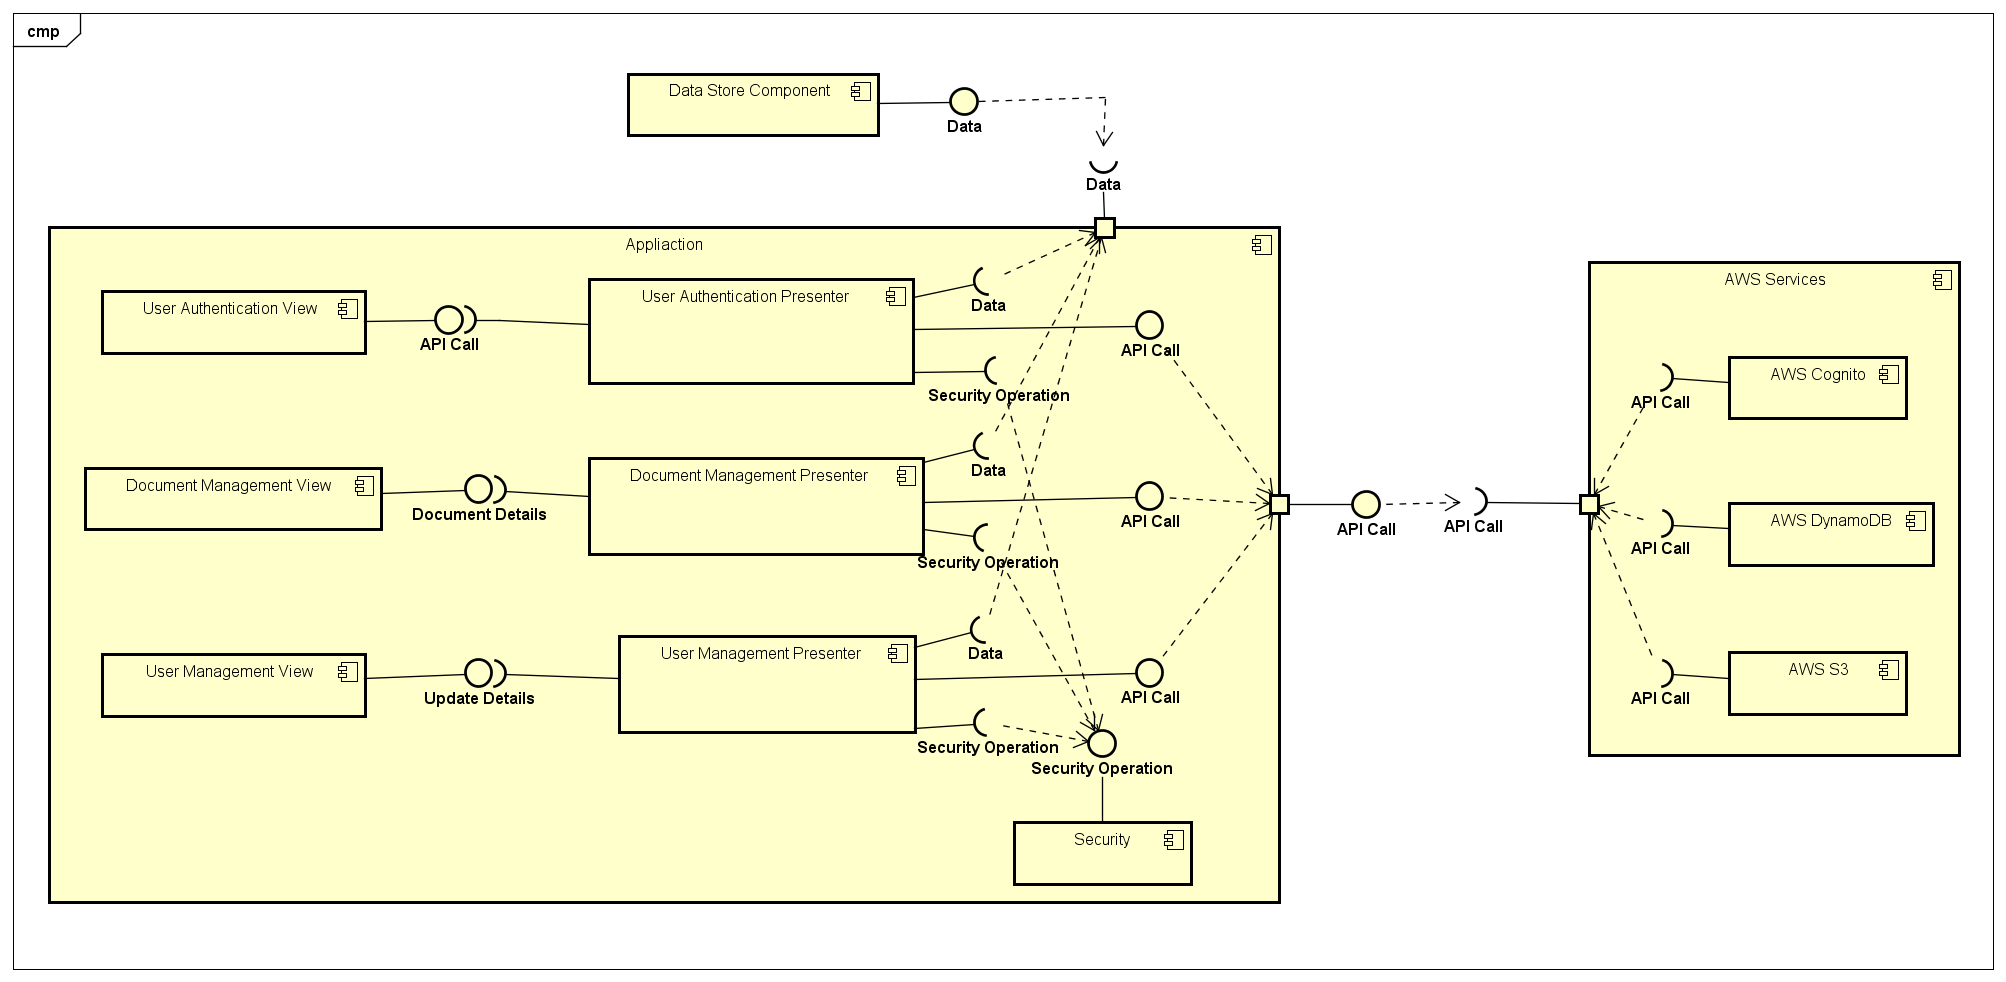 cmp
Data Store Component
Data
Data
Appliaction
User Authentication View
API Call
User Authentication Presenter
Data
API Call
Security Operation
Document Management View
Document Details
Document Management Presenter
Data
API Call
Security Operation
User Management View
Update Details
User Management Presenter
Data
API Call
Security Operation
Security Operation
Security
API Call
API Call
AWS Services
API Call
AWS Cognito
API Call
AWS DynamoDB
API Call
AWS S3